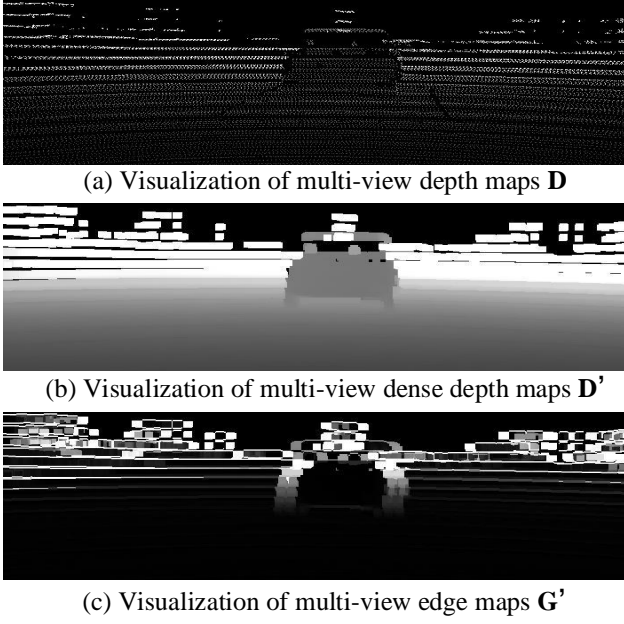 (a) Visualization of multi-view depth maps D
(b) Visualization of multi-view dense depth maps D’
(c) Visualization of multi-view edge maps G’